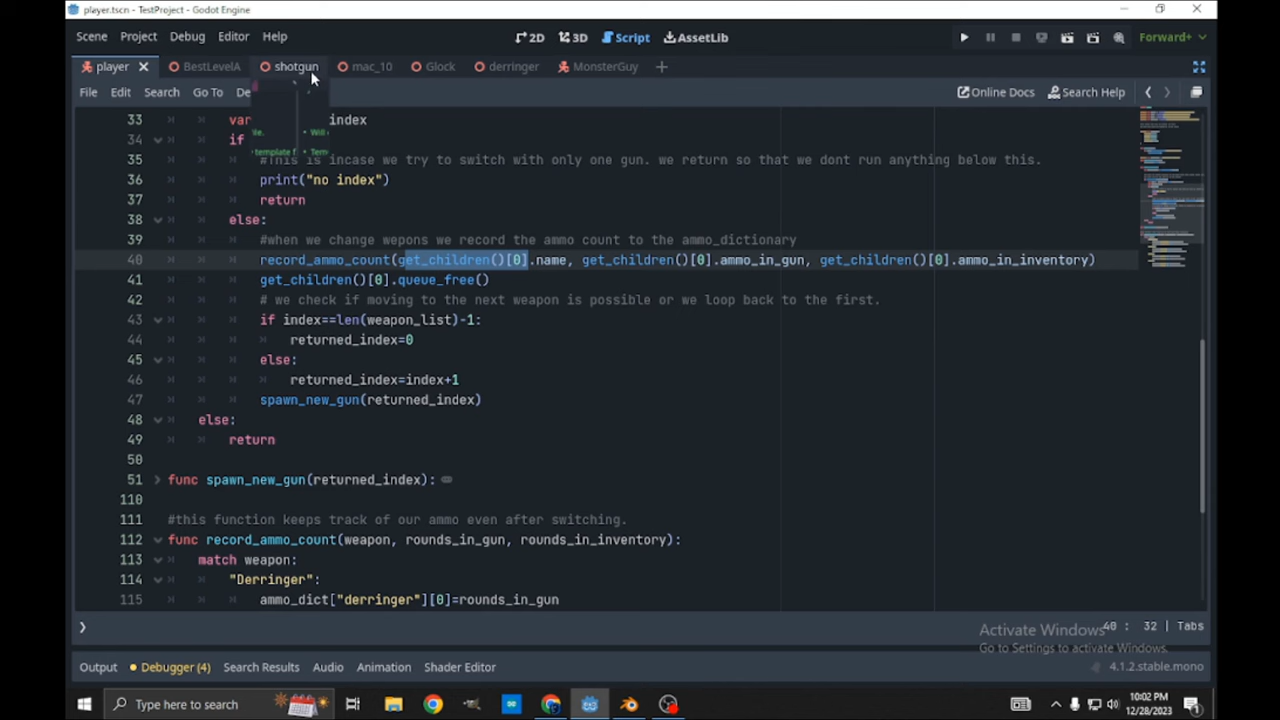 player.tscn - TestProject - Godot Engine
Scene Project Debug Editor Help
2D 3D Script AssetLib
Forward+
player BestLevelA shotgun mac_10 Glock derringer MonsterGuy
File Edit Search Go To De
Online Docs Search Help
33 var index
34 if
35 #This is incase we try to switch with only one gun. we return so that we dont run anything below this.
36 print("no index")
37 return
38 else:
39 #when we change wepons we record the ammo count to the ammo_dictionary
40 record_ammo_count(get_children()[0].name, get_children()[0].ammo_in_gun, get_children()[0].ammo_in_inventory)
41 get_children()[0].queue_free()
42 # we check if moving to the next weapon is possible or we loop back to the first.
43 if index==len(weapon_list)-1:
44 returned_index=0
45 else:
46 returned_index=index+1
47 spawn_new_gun(returned_index)
48 else:
49 return
50
51 func spawn_new_gun(returned_index):
110
111 #this function keeps track of our ammo even after switching.
112 func record_ammo_count(weapon, rounds_in_gun, rounds_in_inventory):
113 match weapon:
114 "Derringer":
115 ammo_dict["derringer"][0]=rounds_in_gun
40 : 32 | Tabs
Activate Windows
Go to Settings to activate Windows.
Output Debugger (4) Search Results Audio Animation Shader Editor
4.1.2.stable.mono
Type here to search
10:02 PM
12/28/2023
1